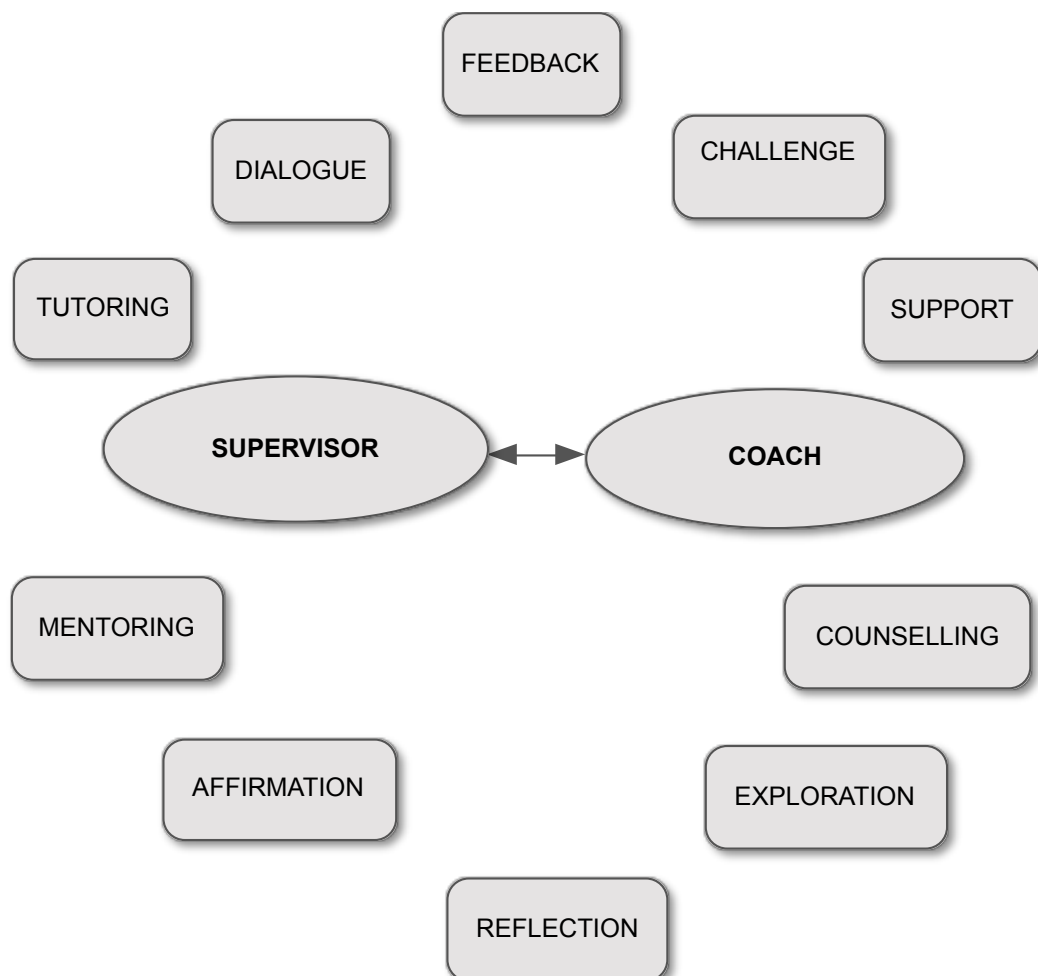 FEEDBACK
CHALLENGE
DIALOGUE
SUPPORT
TUTORING
SUPERVISOR
COACH
MENTORING
COUNSELLING
AFFIRMATION
EXPLORATION
REFLECTION